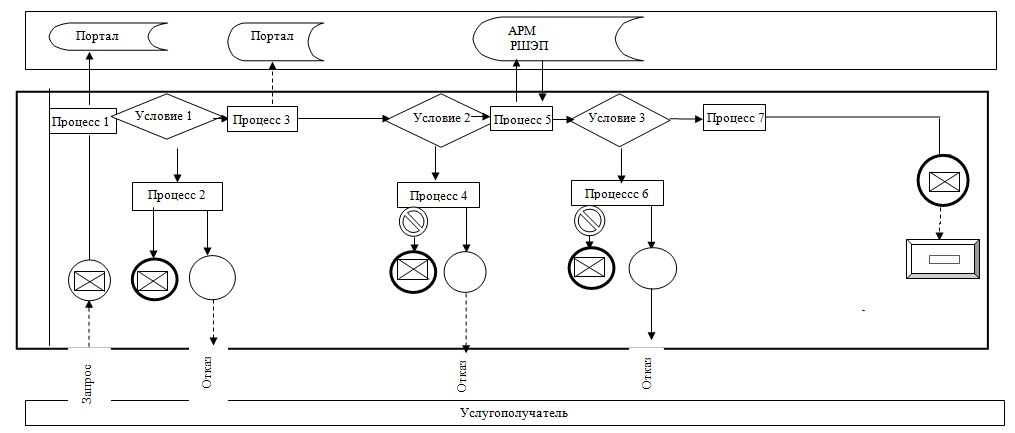 Портал
Портал
АРМ
РШЭП
Процесс 1
Условие 1
Процесс 3
Условие 2
Процесс 5
Условие 3
Процесс 7
Процесс 2
Процесс 4
Процессс 6
Запрос
Отказ
Отказ
Отказ
Услугополучатель